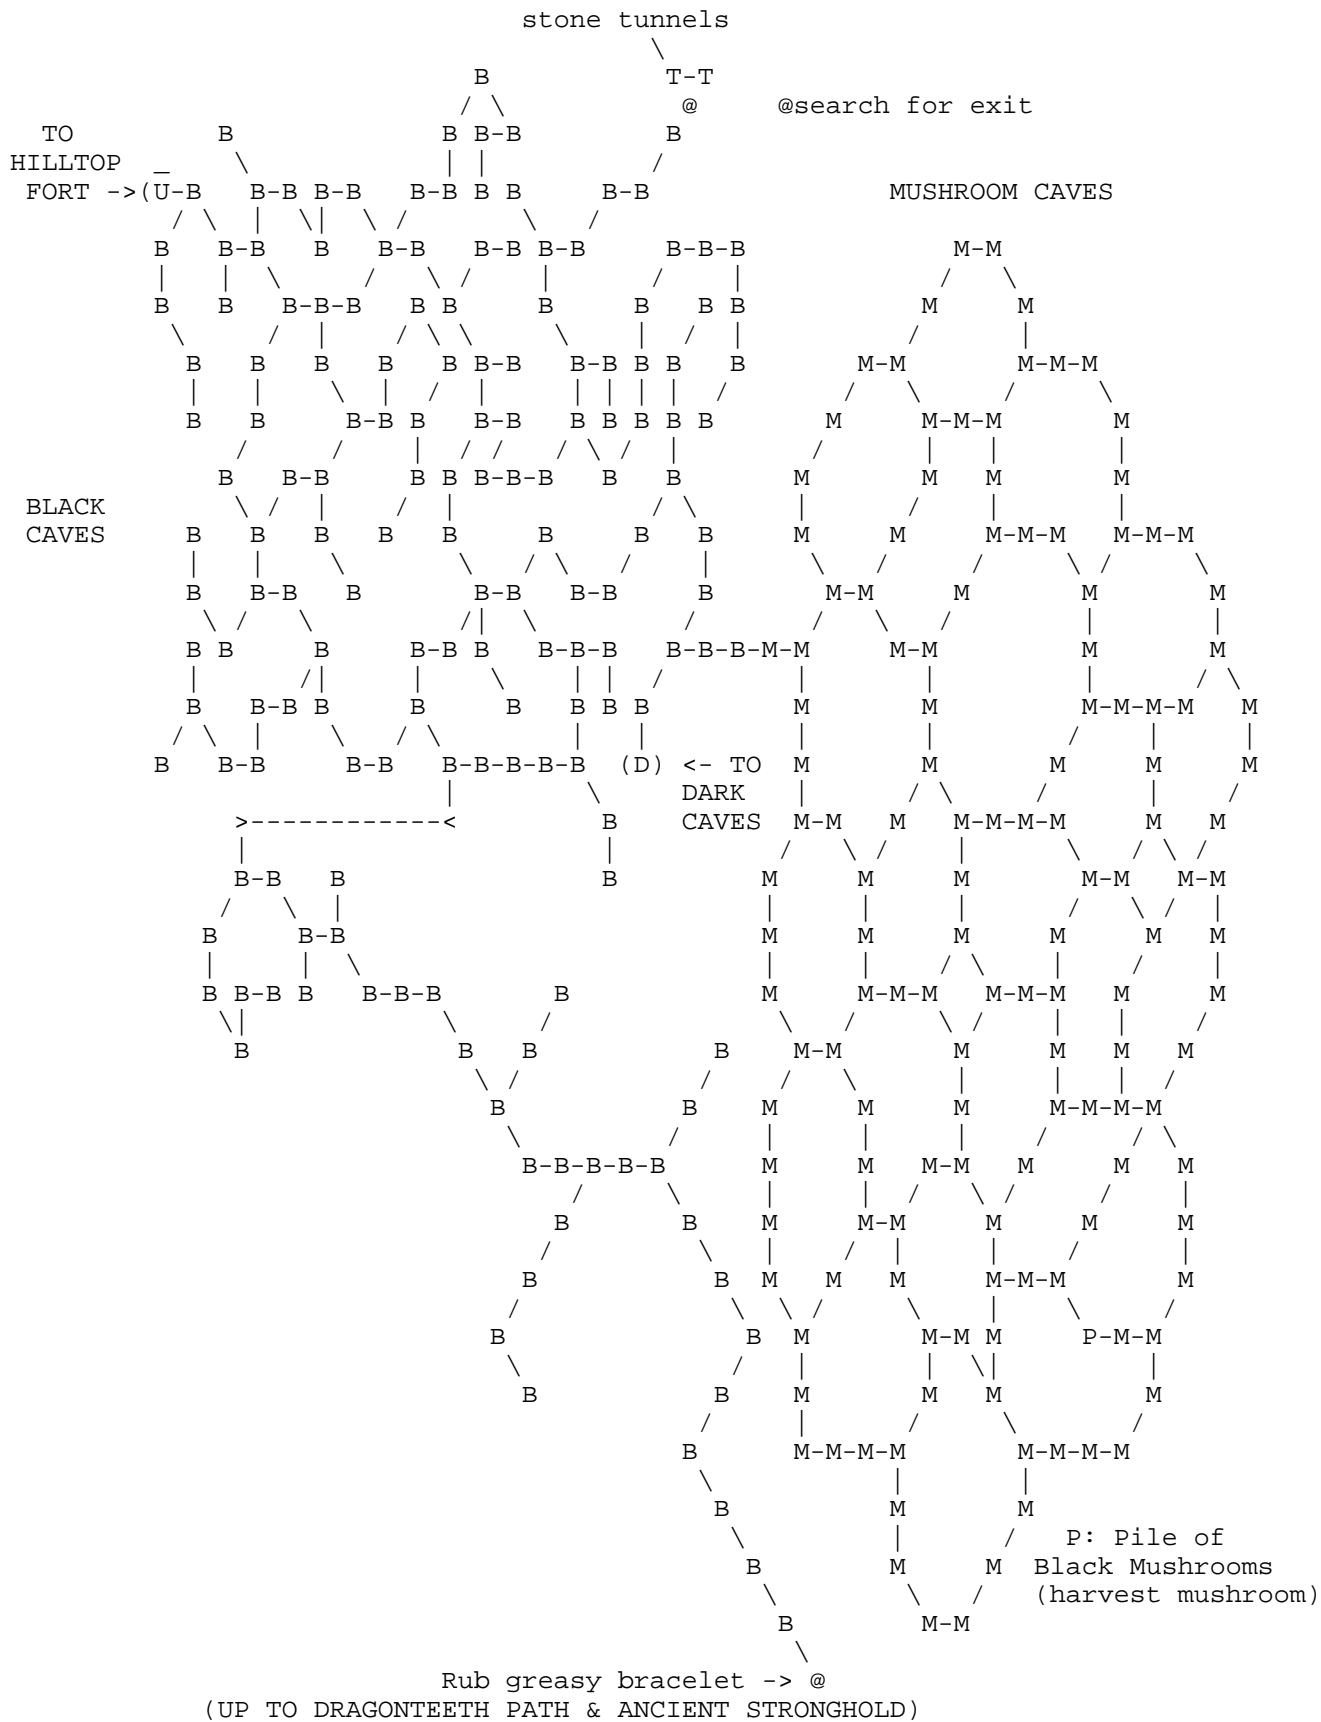 stone tunnels
\
B T-T
/ \ @ @search for exit
TO B B B-B B
HILLTOP _ \ | | /
FORT ->(U-B B-B B-B B-B B B B-B MUSHROOM CAVES
/ \ | \| \ / \ /
B B-B B B-B B-B B-B B-B-B M-M
| | \ / \ / | / | / \
B B B-B-B B B B B B B M M
\ / | / \ \ \ | / | / |
B B B B B B-B B-B B B B M-M M-M-M
| | \ | / | | | | | / / \ / \
B B B-B B B-B B B B B B M M-M-M M
/ / | / / / \ / | / | | |
B B-B B B B-B-B B B M M M M
BLACK \ / | / | / \ | / | |
CAVES B B B B B B B B M M M-M-M M-M-M
| | \ \ / \ / | \ / / \ / \
B B-B B B-B B-B B M-M M M M
\ / \ /| \ / / \ / | |
B B B B-B B B-B-B B-B-B-M-M M-M M M
| /| | \ | | / | | | / \
B B-B B B B B B B M M M-M-M-M M
/ \ | \ / \ | | | | / | |
B B-B B-B B-B-B-B-B (D) <- TO M M M M M
| \ DARK | / \ / | /
>------------< B CAVES M-M M M-M-M-M M M
| | / \ / | \ / \ /
B-B B B M M M M-M M-M
/ \ | | | | / \ / |
B B-B M M M M M M
| | \ | | / \ | / |
B B-B B B-B-B B M M-M-M M-M-M M M
\| \ / \ / \ / | | /
B B B B M-M M M M M
\ / / / \ | | | /
B B M M M M-M-M-M
\ / | | | / / \
B-B-B-B-B M M M-M M M M
/ \ | | / \ / / |
B B M M-M M M M
/ \ | / | | / |
B B M M M M-M-M M
/ \ \ / \ | \ /
B B M M-M M P-M-M
\ / | | \| |
B B M M M M
/ | / \ /
B M-M-M-M M-M-M-M
\ | |
B M M
\ | / P: Pile of
B M M Black Mushrooms
\ \ / (harvest mushroom)
B M-M
\
Rub greasy bracelet -> @
(UP TO DRAGONTEETH PATH & ANCIENT STRONGHOLD)